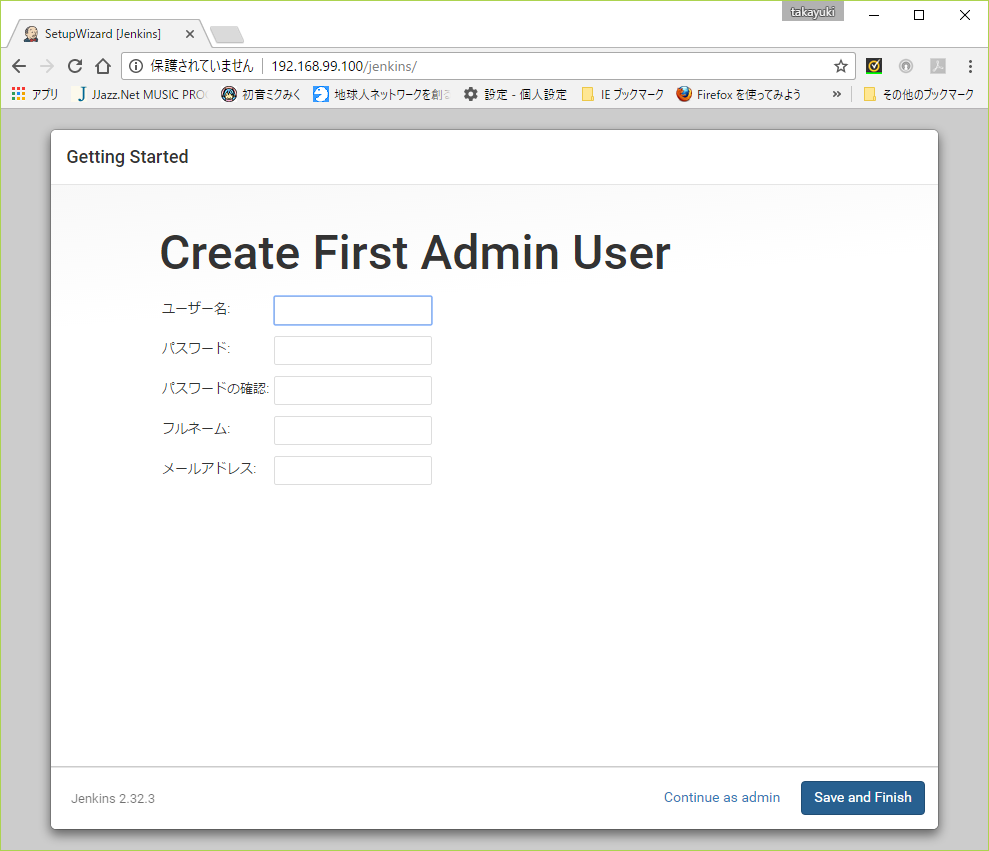 takayuki
SetupWizard [Jenkins]
保護されていません 192.168.99.100/jenkins/
アプリ JJazz.Net MUSIC PRO 初音ミクみく 地球人ネットワークを創 設定 - 個人設定 IE ブックマーク Firefox を使ってみよう » その他のブックマーク
Getting Started
Create First Admin User
ユーザー名:
パスワード:
パスワードの確認:
フルネーム:
メールアドレス:
Jenkins 2.32.3 Continue as admin Save and Finish